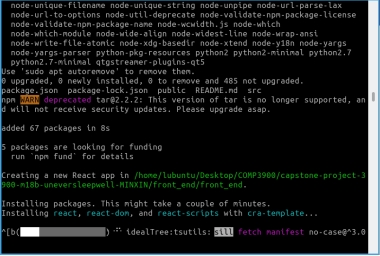 node-repeat-string node-unique-string node-unpipe node-url-parse-lax
node-url-to-options node-util-deprecate node-validate-npm-package-license
node-validate-npm-package-name node-wcwidth.js node-which
node-which-module node-wide-align node-widest-line node-wrap-ansi
node-write-file-atomic node-xdg-basedir node-xtend node-y18n node-yargs
node-yargs-parser python-pkg-resources python2 python2-minimal python2.7
python2.7-minimal qttranslations5-l10n
Use 'sudo apt autoremove' to remove them.
0 upgraded, 0 newly installed, 0 to remove and 485 not upgraded.
package.json package-lock.json public README.md src
npm WARN deprecated tar@2.2.2: This version of tar is no longer supported, an
d will not receive security updates. Please upgrade asap.
added 67 packages in 8s
5 packages are looking for funding
run `npm fund` for details
Creating a new React app in /home/lubuntu/Desktop/COMP3900/capstone-project-3
900-m18b-uneversleepwell-MINXIN/front_end/front_end.
Installing packages. This might take a couple of minutes.
Installing react, react-dom, and react-scripts with cra-template...
^[b( ) ⠋ idealTree:tsutils: sill fetch manifest no-case@^3.0